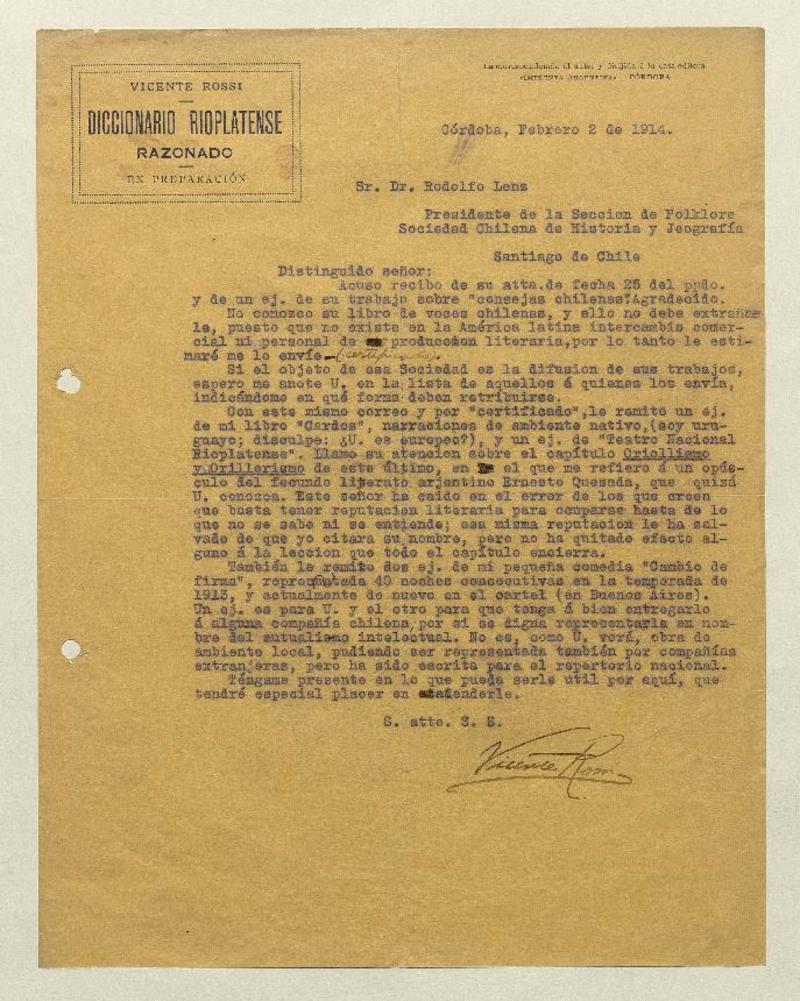 VICENTE ROSSI
DICCIONARIO RIOPLATENSE
RAZONADO
EN PREPARACIÓN
La correspondencia al autor y dirijida á la casa editora
«IMPRENTA ARGENTINA» CÓRDOBA
Córdoba, Febrero 2 de 1914.
Sr. Dr. Rodolfo Lenz
Presidente de la Seccion de Folklore
Sociedad Chilena de Historia y Jeografía
Santiago de Chile
Distinguido señor:
Acuso recibo de su atta.de fecha 25 del ppdo.
y de un ej. de su trabajo sobre "consejas chilenas".Agradecido.
No conozco su libro de voces chilenas, y ello no debe extrañar
le, puesto que no existe en la América latina intercambio comer-
cial ni personal de produccion literaria,por lo tanto le esti-
maré me lo envíe.-(certificado).
Si el objeto de esa Sociedad es la difusion de sus trabajos,
espero me anote U. en la lista de aquellos á quienes los envía,
indicándome en qué forma deben retribuirse.
Con este mismo correo y por "certificado",le remito un ej.
de mi libro "Cardos", narraciones de ambiente nativo,(soy uru-
guayo; disculpe: ¿U. es europeo?), y un ej. de "Teatro Nacional
Rioplatense". Llamo su atencion sobre el capítulo Criollismo
y Orillerismo de este último, en el que me refiero á un opús-
culo del fecundo literato arjentino Ernesto Quesada, que quizá
U. conozca. Este señor ha caido en el error de los que creen
que basta tener reputacion literaria para ocuparse hasta de lo
que no se sabe ni se entiende; esa misma reputacion le ha sal-
vado de que yo citara su nombre, pero no ha quitado efecto al-
guno á la leccion que todo el capítulo encierra.
También le remito dos ej. de mi pequeña comedia "Cambio de
firma", representada 40 noches consecutivas en la temporada de
1913, y actualmente de nuevo en el cartel (en Buenos Aires).
Un ej. es para U. y el otro para que tenga á bien entregarlo
á alguna compañía chilena,por si se digna representarla en nom-
bre del mutualismo intelectual. No es, como U. verá, obra de
ambiente local, pudiendo ser representada también por compañías
extranjeras, pero ha sido escrita para el repertorio nacional.
Téngame presente en lo que pueda serle útil por aquí, que
tendré especial placer en atenderle.
S. atto. S. S.
Vicente Rossi